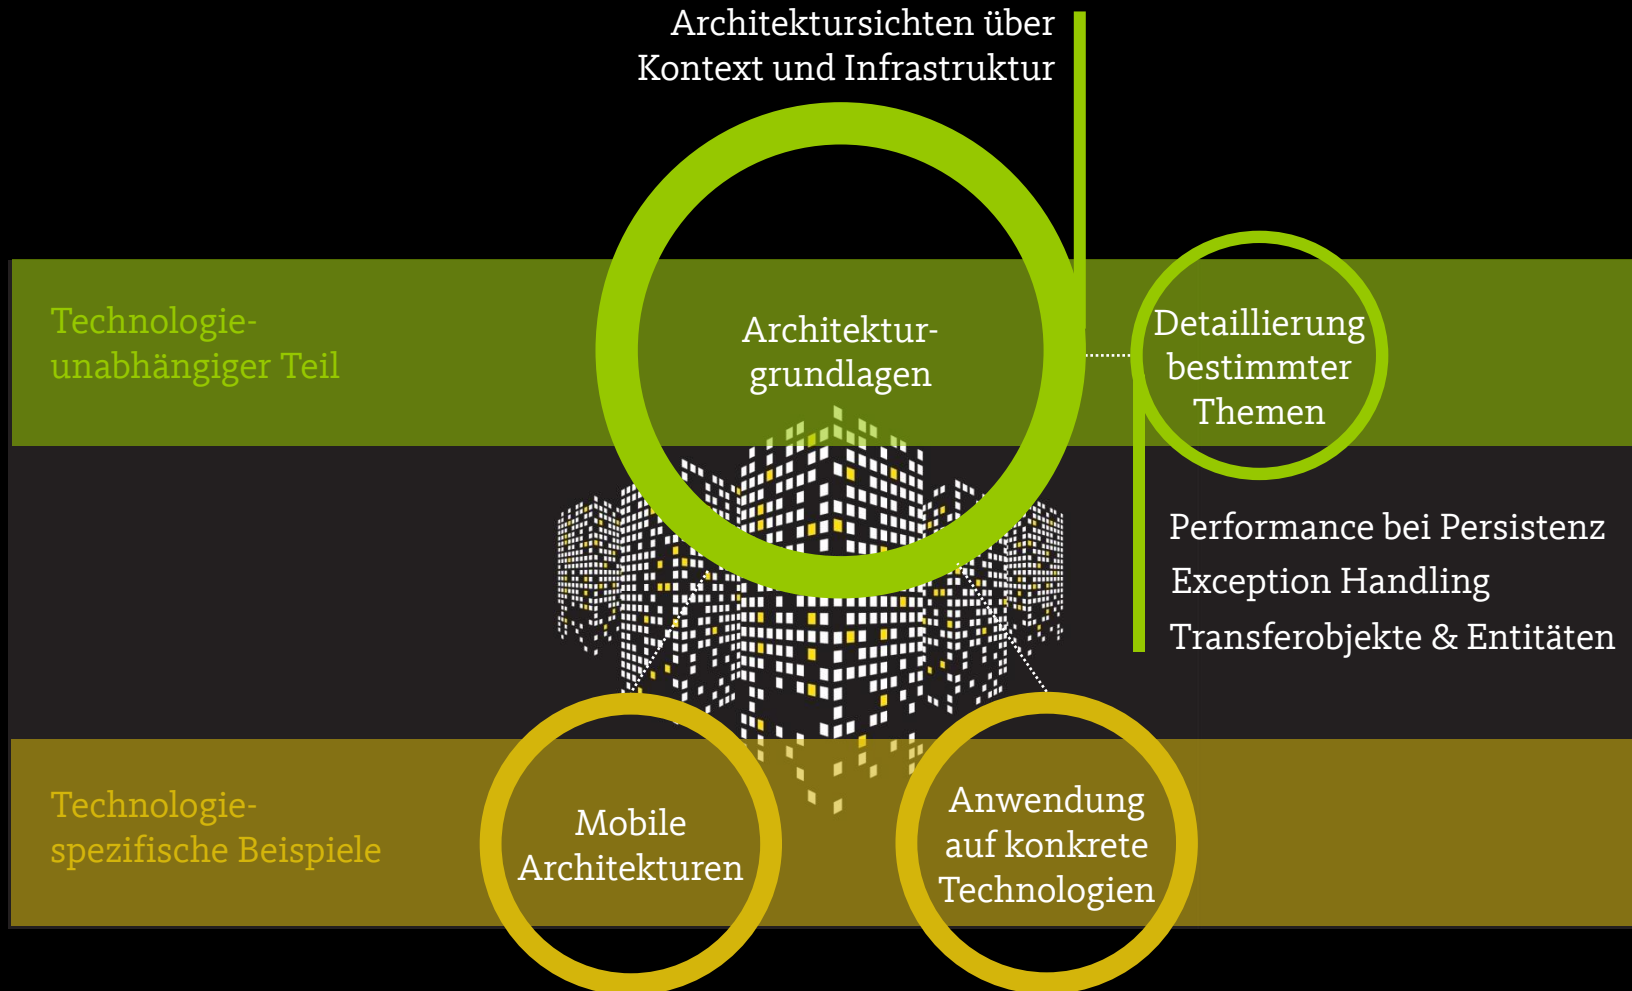 Architektursichten über
Kontext und Infrastruktur
Technologie-
unabhängiger Teil
Architektur-
grundlagen
Detaillierung
bestimmter
Themen
Performance bei Persistenz
Exception Handling
Transferobjekte & Entitäten
Technologie-
spezifische Beispiele
Mobile
Architekturen
Anwendung
auf konkrete
Technologien